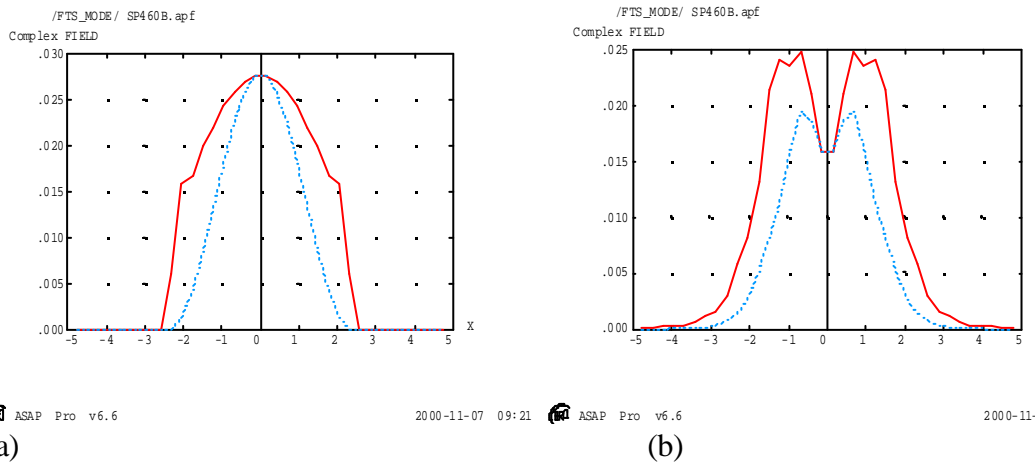 /FTS_MODE/ SP460B.apf
Complex FIELD
.030
.025
.020
.015
.010
.005
.000
-5 -4 -3 -2 -1 0 1 2 3 4 5
X
ASAP Pro v6.6 2000-11-07 09:21
a)
/FTS_MODE/ SP460B.apf
Complex FIELD
.025
.020
.015
.010
.005
.000
-5 -4 -3 -2 -1 0 1 2 3 4 5
ASAP Pro v6.6 2000-11-
(b)